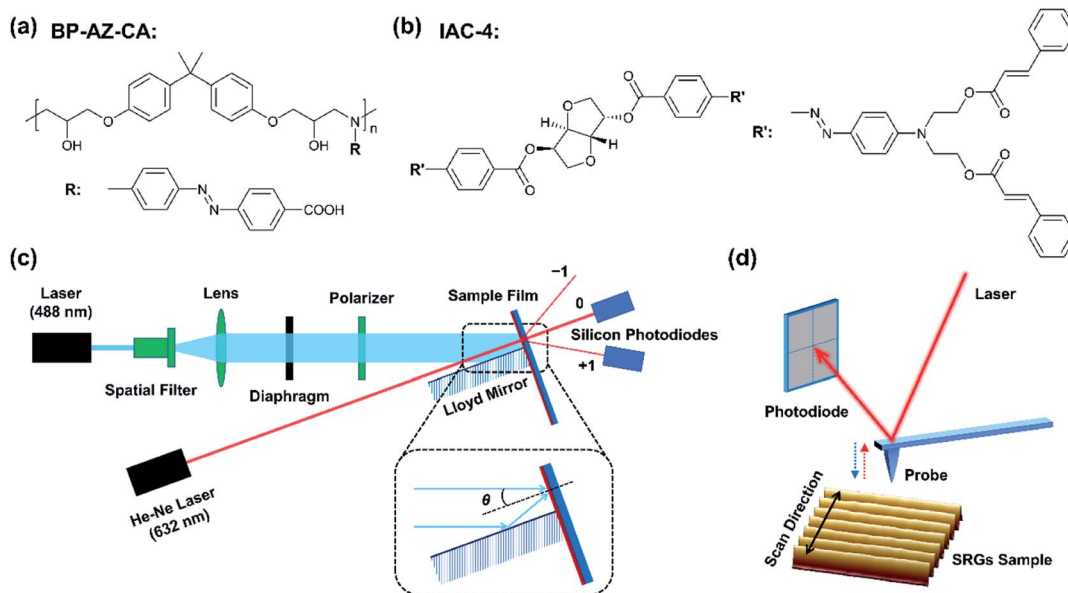 (a) BP-AZ-CA:
O
OH
O
OH
N
n
R
R:
N
N
COOH
(b) IAC-4:
O
O
R'
O
H
H
O
O
R'
O
R':
N
N
N
O
O
O
O
(c)
Laser
(488 nm)
Spatial Filter
Lens
Diaphragm
Polarizer
Sample Film
−1
0
+1
Silicon Photodiodes
Lloyd Mirror
He-Ne Laser
(632 nm)
θ
(d)
Laser
Photodiode
Probe
Scan Direction
SRGs Sample